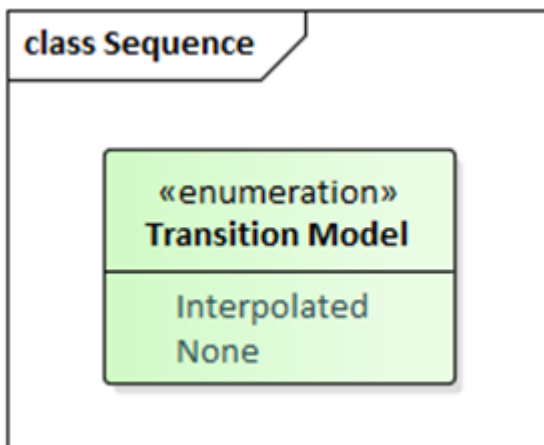 class Sequence
«enumeration»
Transition Model
Interpolated
None